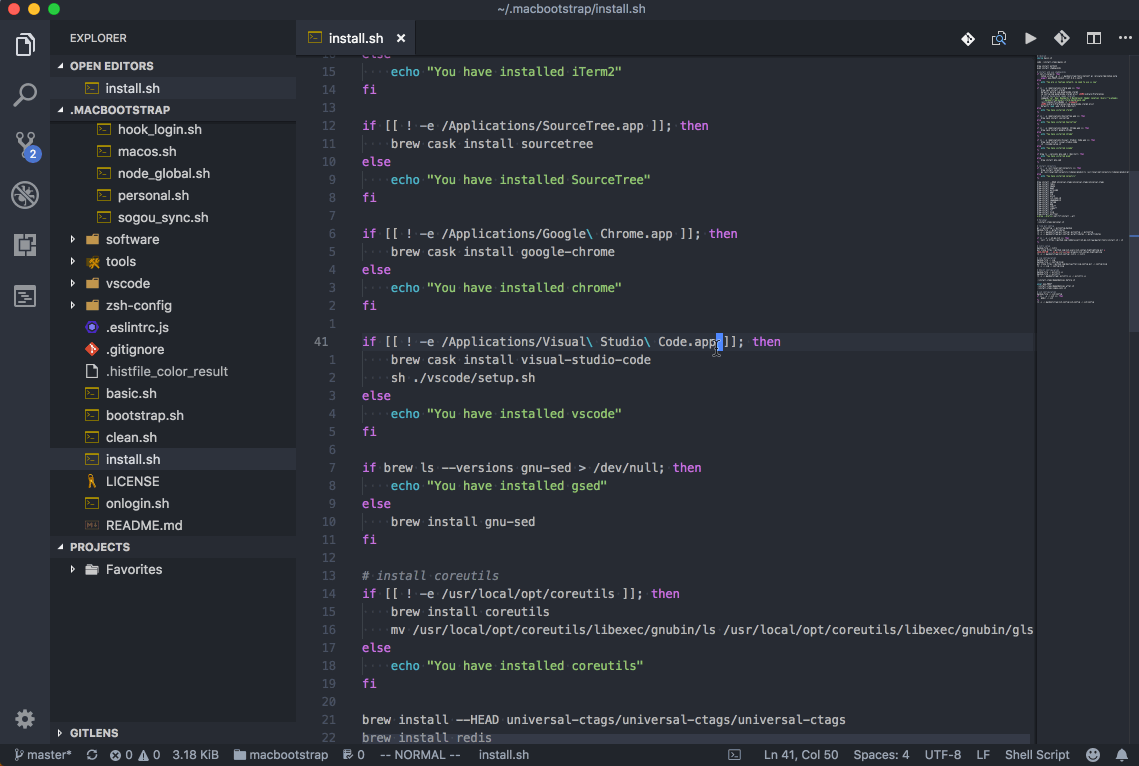 ~/.macbootstrap/install.sh
EXPLORER
OPEN EDITORS
install.sh
.MACBOOTSTRAP
hook_login.sh
macos.sh
node_global.sh
personal.sh
sogou_sync.sh
software
tools
vscode
zsh-config
.eslintrc.js
.gitignore
.histfile_color_result
basic.sh
bootstrap.sh
clean.sh
install.sh
LICENSE
onlogin.sh
README.md
PROJECTS
Favorites
GITLENS
2
install.sh
else
15 echo "You have installed iTerm2"
14 fi
13
12 if [[ ! -e /Applications/SourceTree.app ]]; then
11 brew cask install sourcetree
10 else
9 echo "You have installed SourceTree"
8 fi
7
6 if [[ ! -e /Applications/Google\ Chrome.app ]]; then
5 brew cask install google-chrome
4 else
3 echo "You have installed chrome"
2 fi
1
41 if [[ ! -e /Applications/Visual\ Studio\ Code.app ]]; then
1 brew cask install visual-studio-code
2 sh ./vscode/setup.sh
3 else
4 echo "You have installed vscode"
5 fi
6
7 if brew ls --versions gnu-sed > /dev/null; then
8 echo "You have installed gsed"
9 else
10 brew install gnu-sed
11 fi
12
13 # install coreutils
14 if [[ ! -e /usr/local/opt/coreutils ]]; then
15 brew install coreutils
16 mv /usr/local/opt/coreutils/libexec/gnubin/ls /usr/local/opt/coreutils/libexec/gnubin/gls
17 else
18 echo "You have installed coreutils"
19 fi
20
21 brew install --HEAD universal-ctags/universal-ctags/universal-ctags
22 brew install redis
master* 0 0 3.18 KiB macbootstrap 0 -- NORMAL -- install.sh Ln 41, Col 50 Spaces: 4 UTF-8 LF Shell Script